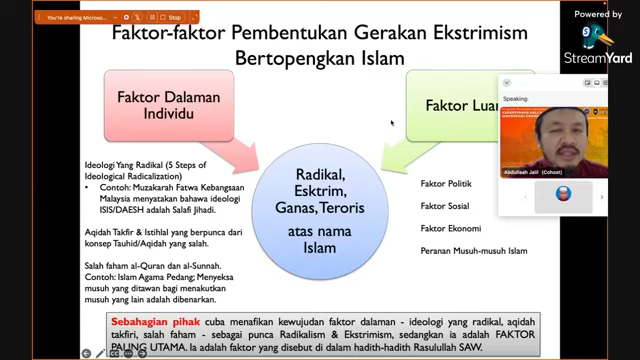 You're sharing Microso...
Stop
Powered by
StreamYard
Faktor-faktor Pembentukan Gerakan Ekstrimism
Bertopengkan Islam
Faktor Dalaman
Individu
Faktor Luar
Speaking:
Abdullaah Jalil (Cohost)
Ideologi Yang Radikal (5 Steps of
Ideological Radicalization)
• Contoh: Muzakarah Fatwa Kebangsaan
Malaysia menyatakan bahawa ideologi
ISIS/DAESH adalah Salafi Jihadi.
Aqidah Takfir & Istihlal yang berpunca dari
konsep Tauhid/Aqidah yang salah.
Salah faham al-Quran dan al-Sunnah.
Contoh: Islam Agama Pedang; Menyeksa
musuh yang ditawan bagi menakutkan
musuh yang lain adalah dibenarkan.
Radikal,
Esktrim,
Ganas, Teroris
atas nama
Islam
Faktor Politik
Faktor Sosial
Faktor Ekonomi
Peranan Musuh-musuh Islam
Sebahagian pihak cuba menafikan kewujudan faktor dalaman - ideologi yang radikal, aqidah
takfiri, salah faham - sebagai punca Radikalism & Ekstrimism, sedangkan ia adalah FAKTOR
PALING UTAMA. Ia adalah faktor yang disebut di dalam hadith-hadith Rasulullah SAW.